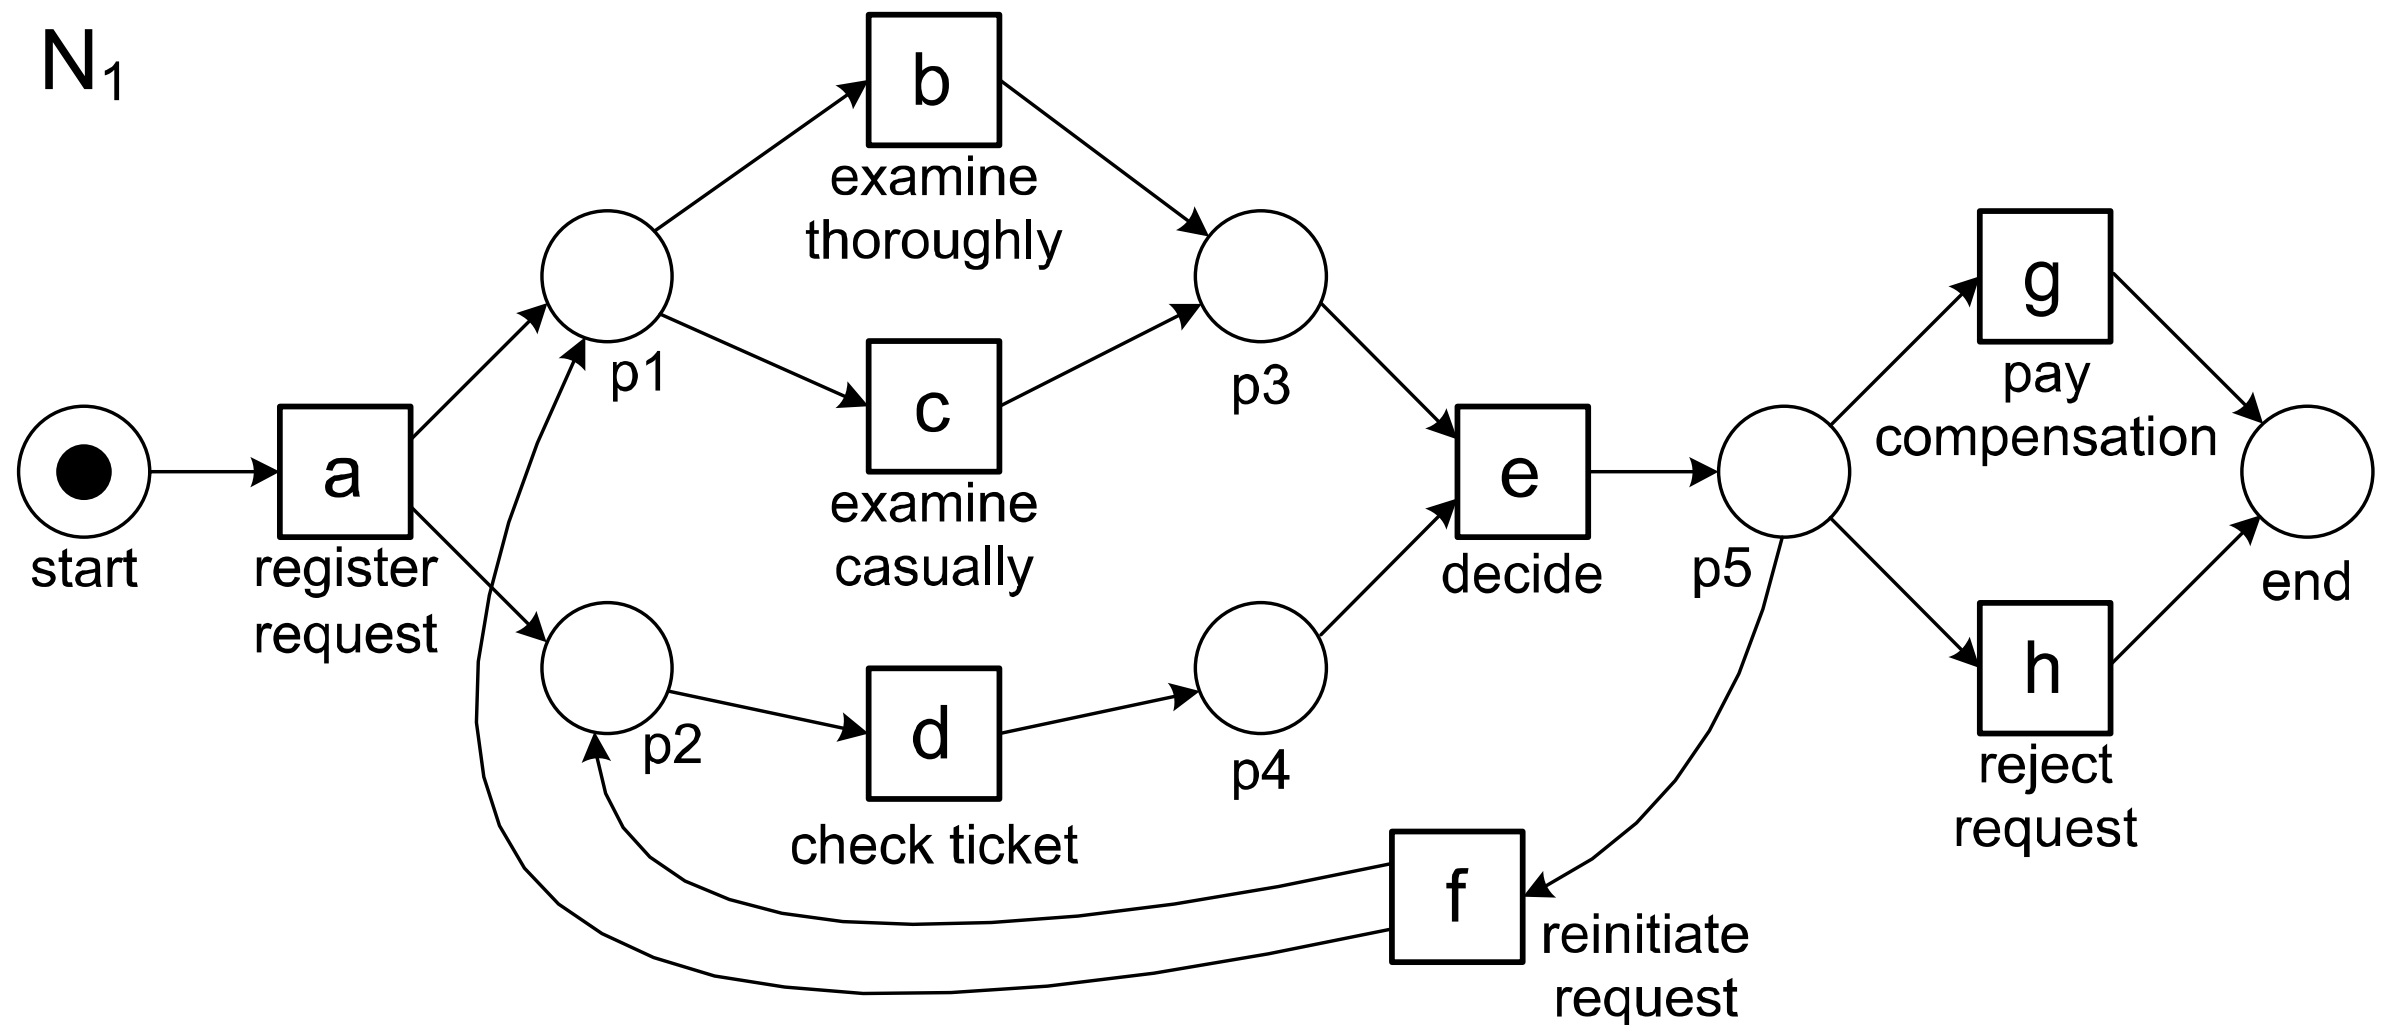 N1
b
examine
thoroughly
p1
c
examine
casually
p3
start
a
register
request
p2
d
check ticket
p4
e
decide
p5
f
reinitiate
request
g
pay
compensation
h
reject
request
end